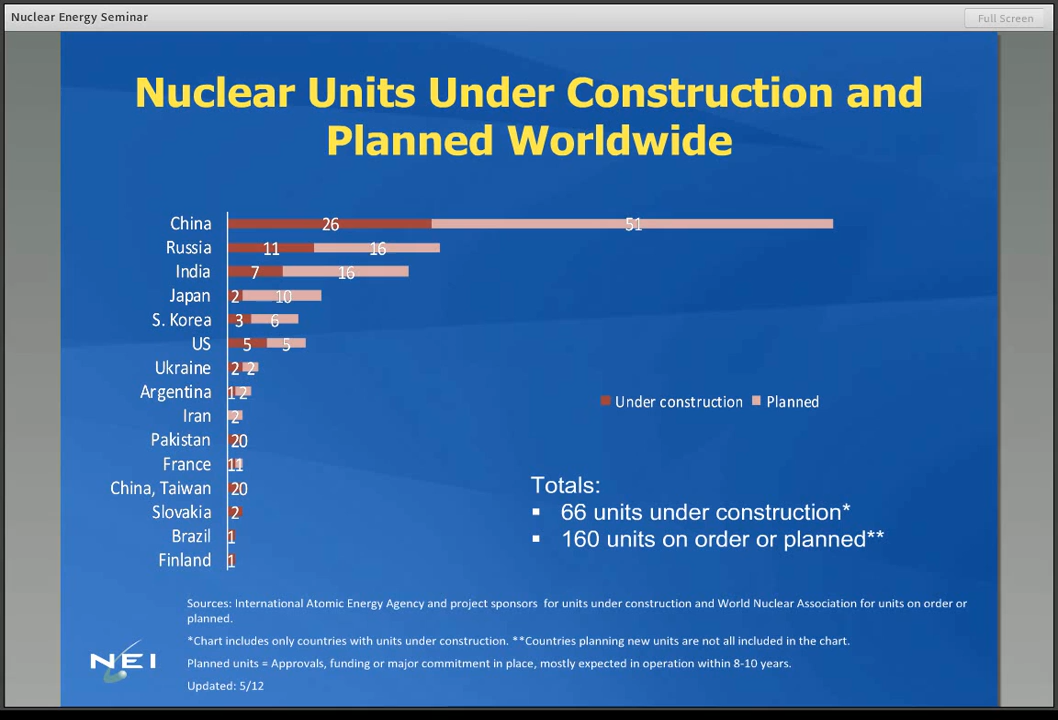 Nuclear Energy Seminar
Full Screen
Nuclear Units Under Construction and
Planned Worldwide
China 26 51
Russia 11 16
India 7 16
Japan 2 10
S. Korea 3 6
US 5 5
Ukraine 2 2
Argentina 1 2
Iran 2
Pakistan 2 0
France 1 1
China, Taiwan 2 0
Slovakia 2
Brazil 1
Finland 1
Under construction Planned
Totals:
▪ 66 units under construction*
▪ 160 units on order or planned**
Sources: International Atomic Energy Agency and project sponsors for units under construction and World Nuclear Association for units on order or
planned.
*Chart includes only countries with units under construction. **Countries planning new units are not all included in the chart.
Planned units = Approvals, funding or major commitment in place, mostly expected in operation within 8-10 years.
Updated: 5/12
NEI